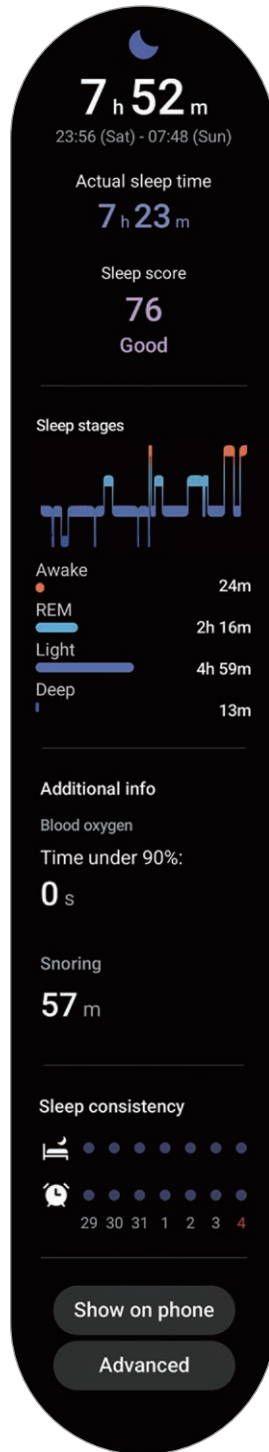 7 h 52 m
23:56 (Sat) - 07:48 (Sun)
Actual sleep time
7 h 23 m
Sleep score
76
Good
Sleep stages
Awake
24m
REM
2h 16m
Light
4h 59m
Deep
13m
Additional info
Blood oxygen
Time under 90%:
0 s
Snoring
57 m
Sleep consistency
29 30 31 1 2 3 4
Show on phone
Advanced